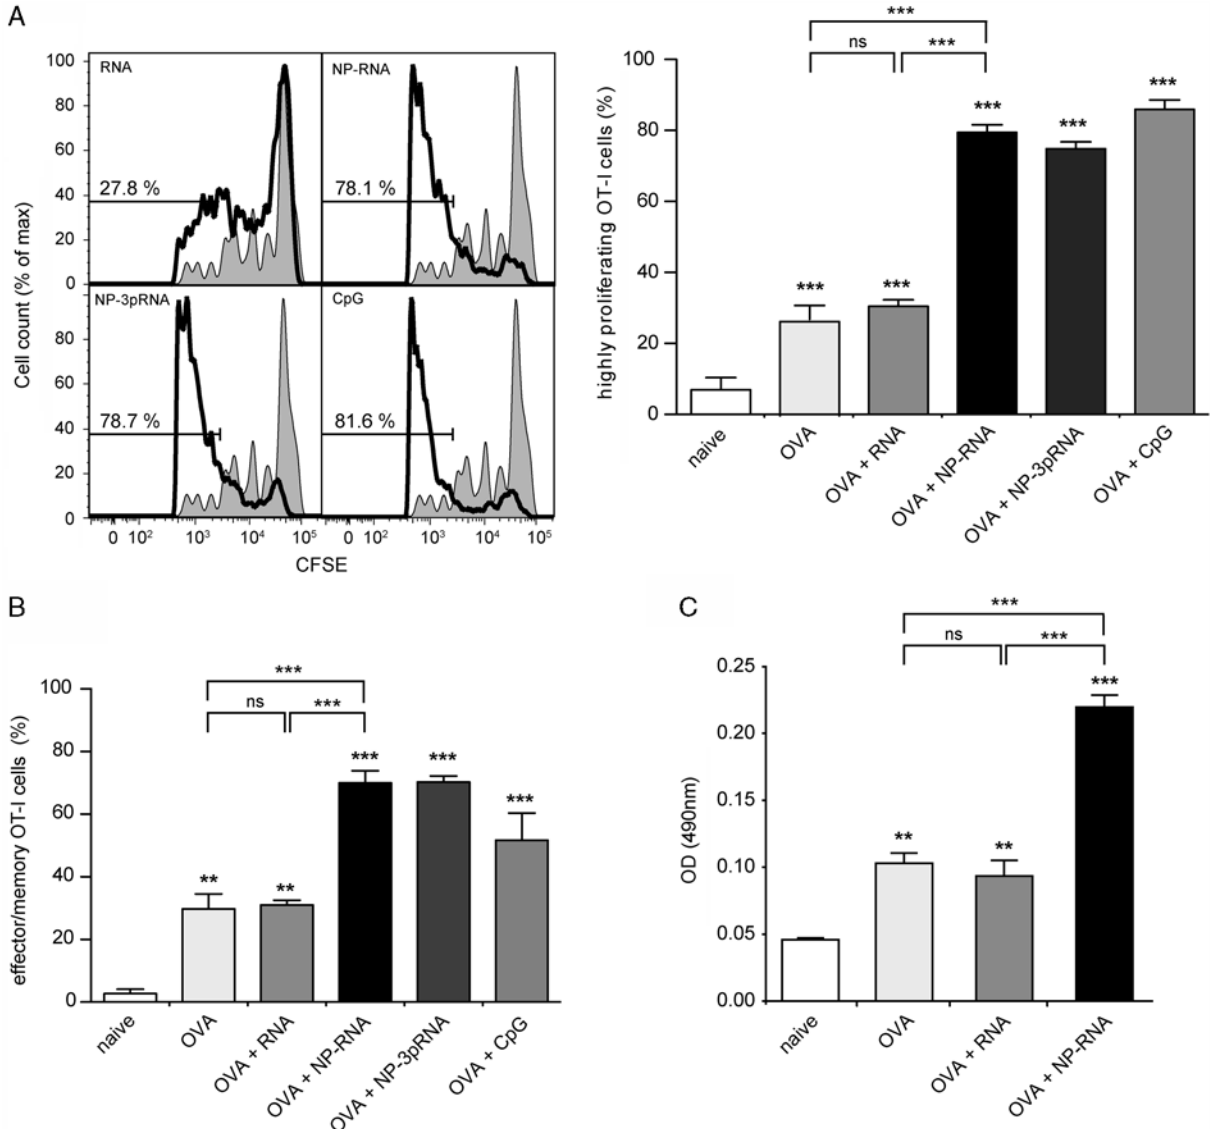 A
RNA
NP-RNA
100
80
60
40
20
0
27.8 %
78.1 %
NP-3pRNA
CpG
80
60
40
20
0
78.7 %
81.6 %
Cell count (% of max)
0 10² 10³ 10⁴ 10⁵
0 10² 10³ 10⁴ 10⁵
CFSE
***
ns
***
100
80
60
40
20
0
highly proliferating OT-I cells (%)
***
***
***
***
***
naive
OVA
OVA + RNA
OVA + NP-RNA
OVA + NP-3pRNA
OVA + CpG
B
***
ns
***
100
80
60
40
20
0
effector/memory OT-I cells (%)
**
**
***
***
***
naive
OVA
OVA + RNA
OVA + NP-RNA
OVA + NP-3pRNA
OVA + CpG
C
***
ns
***
0.25
0.20
0.15
0.10
0.05
0.00
OD (490nm)
**
**
***
naive
OVA
OVA + RNA
OVA + NP-RNA